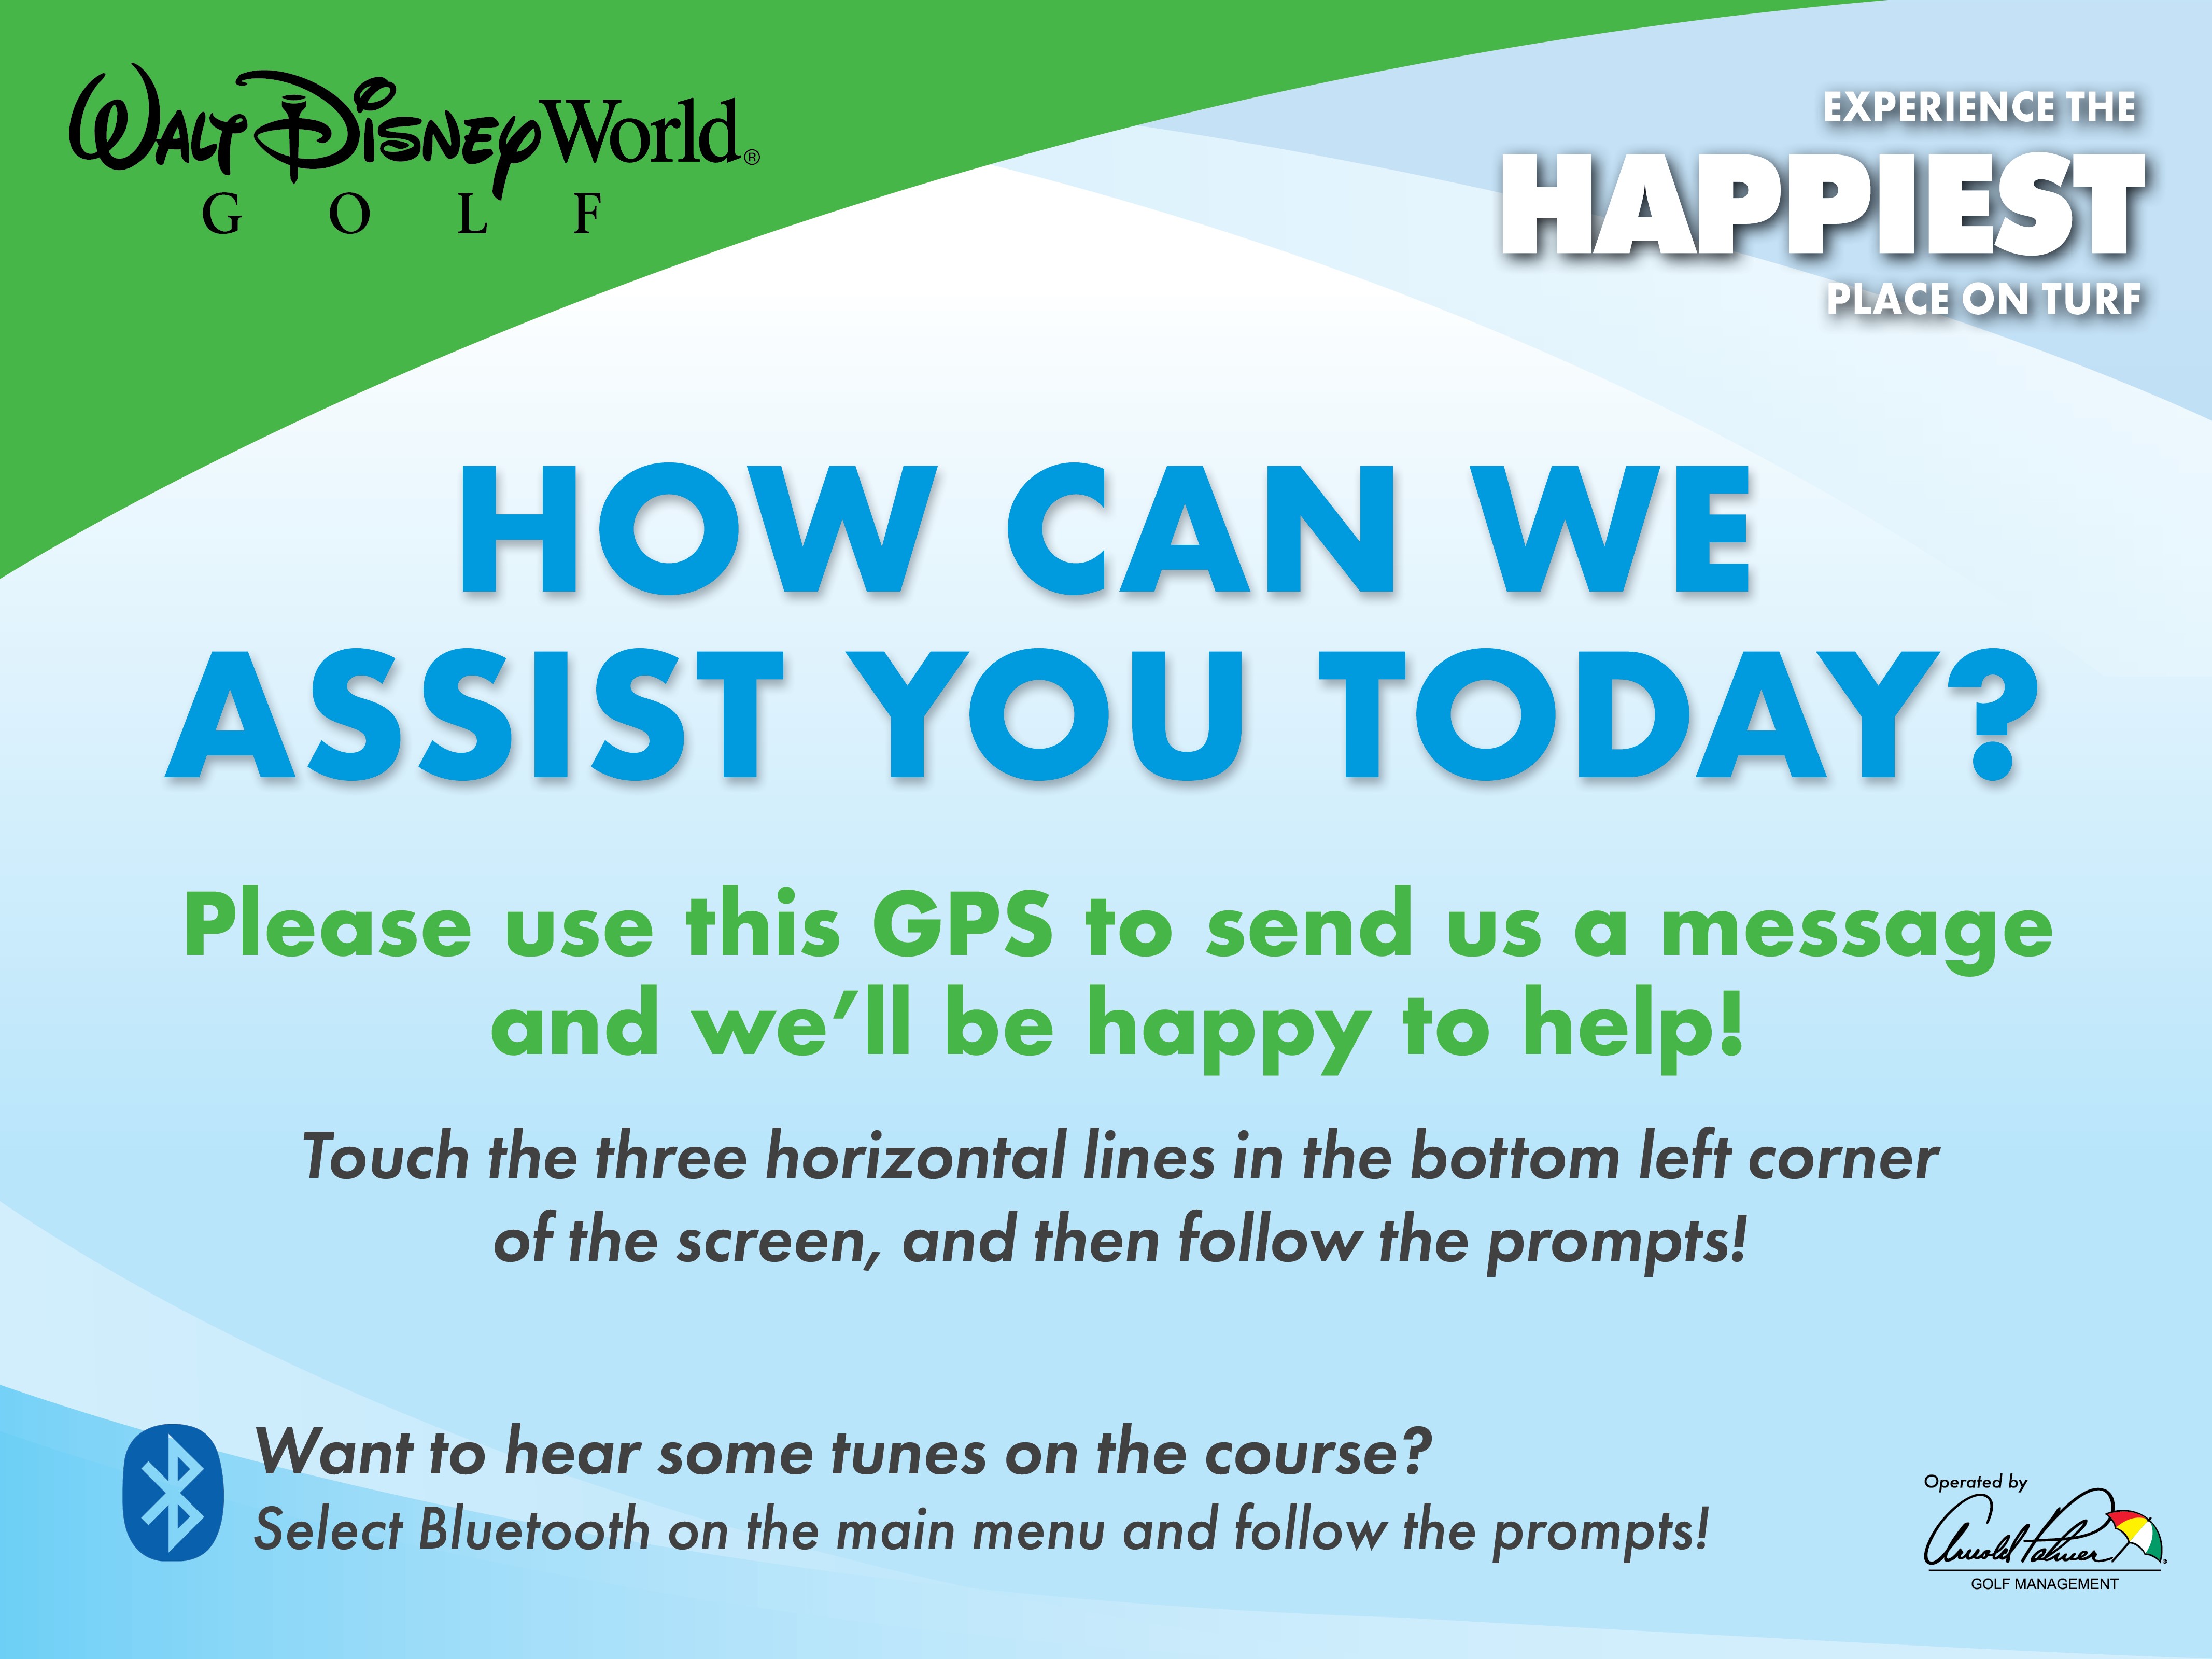 WALT DISNEY World®
GOLF
EXPERIENCE THE
HAPPIEST
PLACE ON TURF
HOW CAN WE
ASSIST YOU TODAY?
Please use this GPS to send us a message
and we’ll be happy to help!
Touch the three horizontal lines in the bottom left corner
of the screen, and then follow the prompts!
Want to hear some tunes on the course?
Select Bluetooth on the main menu and follow the prompts!
Operated by
Arnold Palmer®
GOLF MANAGEMENT